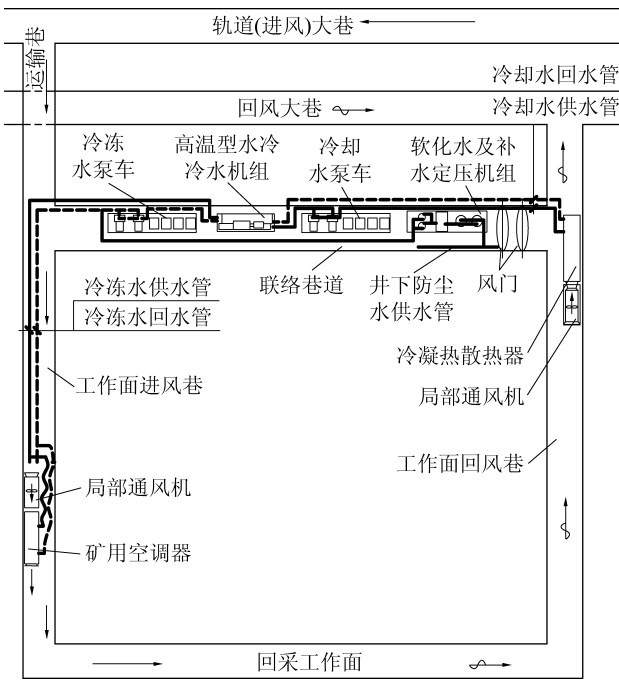 轨道(进风)大巷
运输巷
冷却水回水管
回风大巷
冷却水供水管
冷冻
水泵车
高温型水冷
冷水机组
冷却
水泵车
软化水及补
水定压机组
联络巷道
井下防尘
水供水管
风门
冷冻水供水管
冷冻水回水管
冷凝热散热器
工作面进风巷
局部通风机
工作面回风巷
局部通风机
矿用空调器
回采工作面